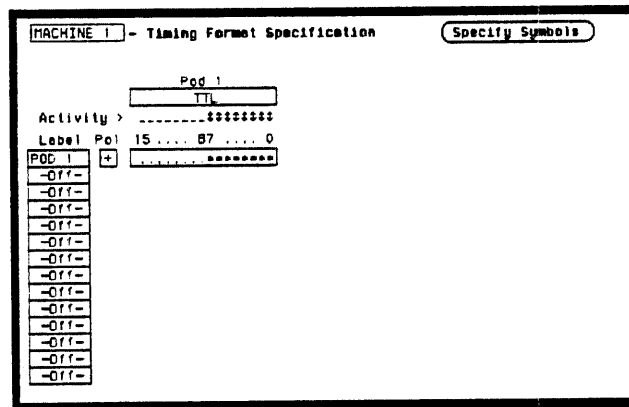 MACHINE 1 - Timing Format Specification
Specify Symbols
Pod 1
TTL
Activity > --------↕↕↕↕↕↕↕↕
Label Pol 15 .... 87 .... 0
POD 1 + ........********
-Off-
-Off-
-Off-
-Off-
-Off-
-Off-
-Off-
-Off-
-Off-
-Off-
-Off-
-Off-
-Off-